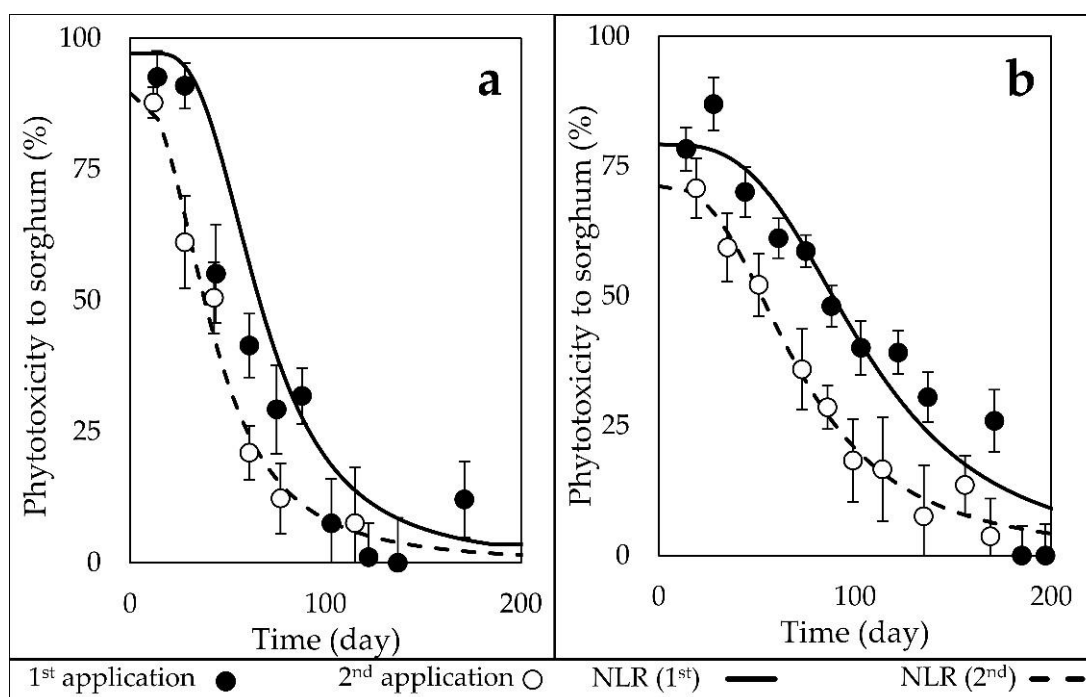 a
100
75
50
25
0
0
100
200
Phytotoxicity to sorghum (%)
Time (day)
b
100
75
50
25
0
0
100
200
Phytotoxicity to sorghum (%)
Time (day)
1st application
2nd application
NLR (1st)
NLR (2nd)